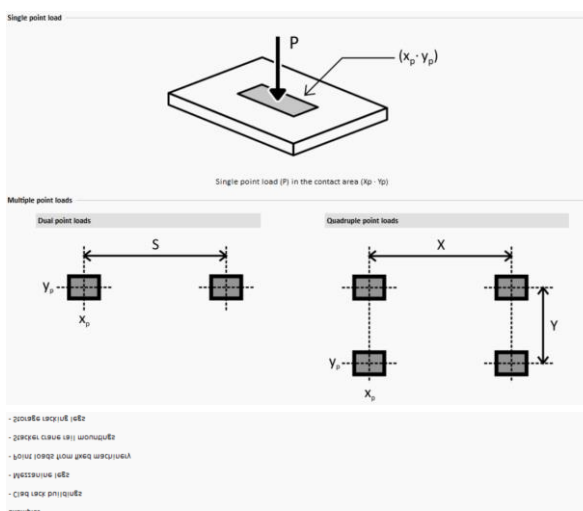 Single point load
P
(xₚ· yₚ)
Single point load (P) in the contact area (Xp - Yp)
Multiple point loads
Dual point loads
Quadruple point loads
S
X
yₚ
xₚ
Y
yₚ
xₚ
- Storage racking legs
- Stacker crane rail mountings
- Point loads from fixed machinery
- Mezzanine legs
- Clad rack buildings